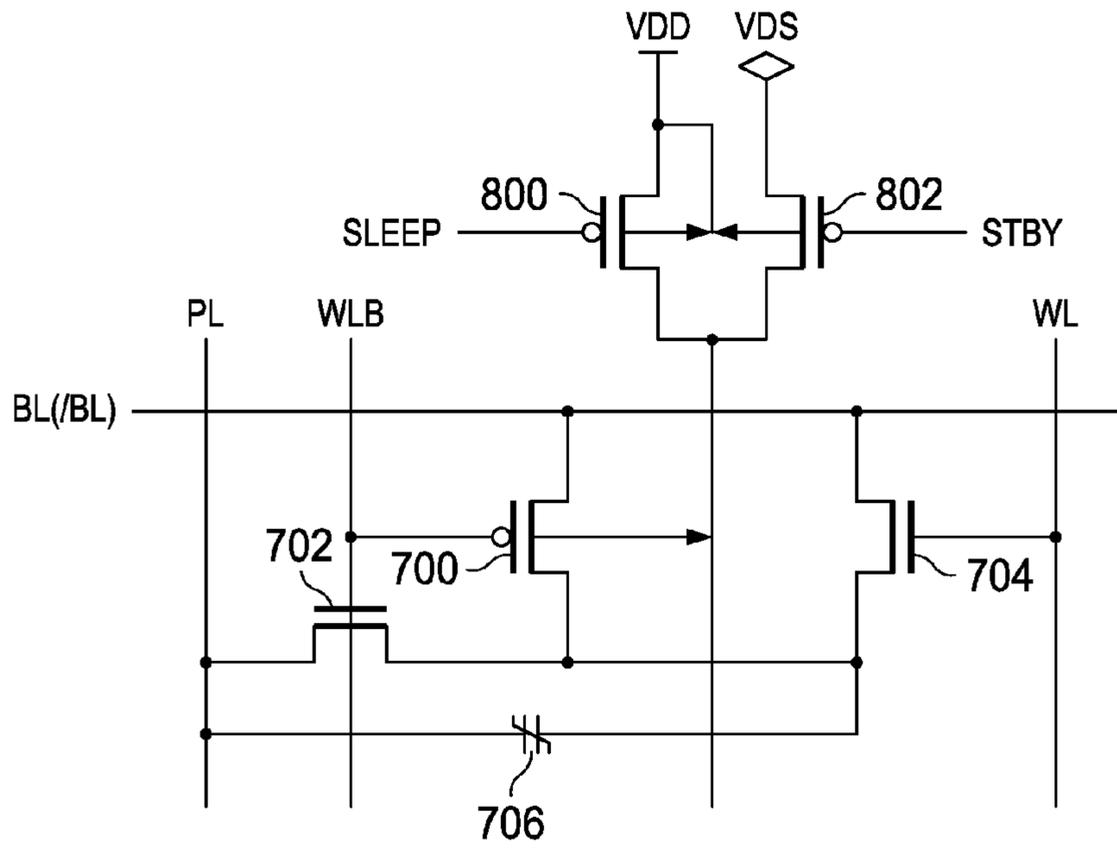 VDD VDS
800 802
SLEEP STBY
PL WLB WL
BL(/BL)
702 700 704
706